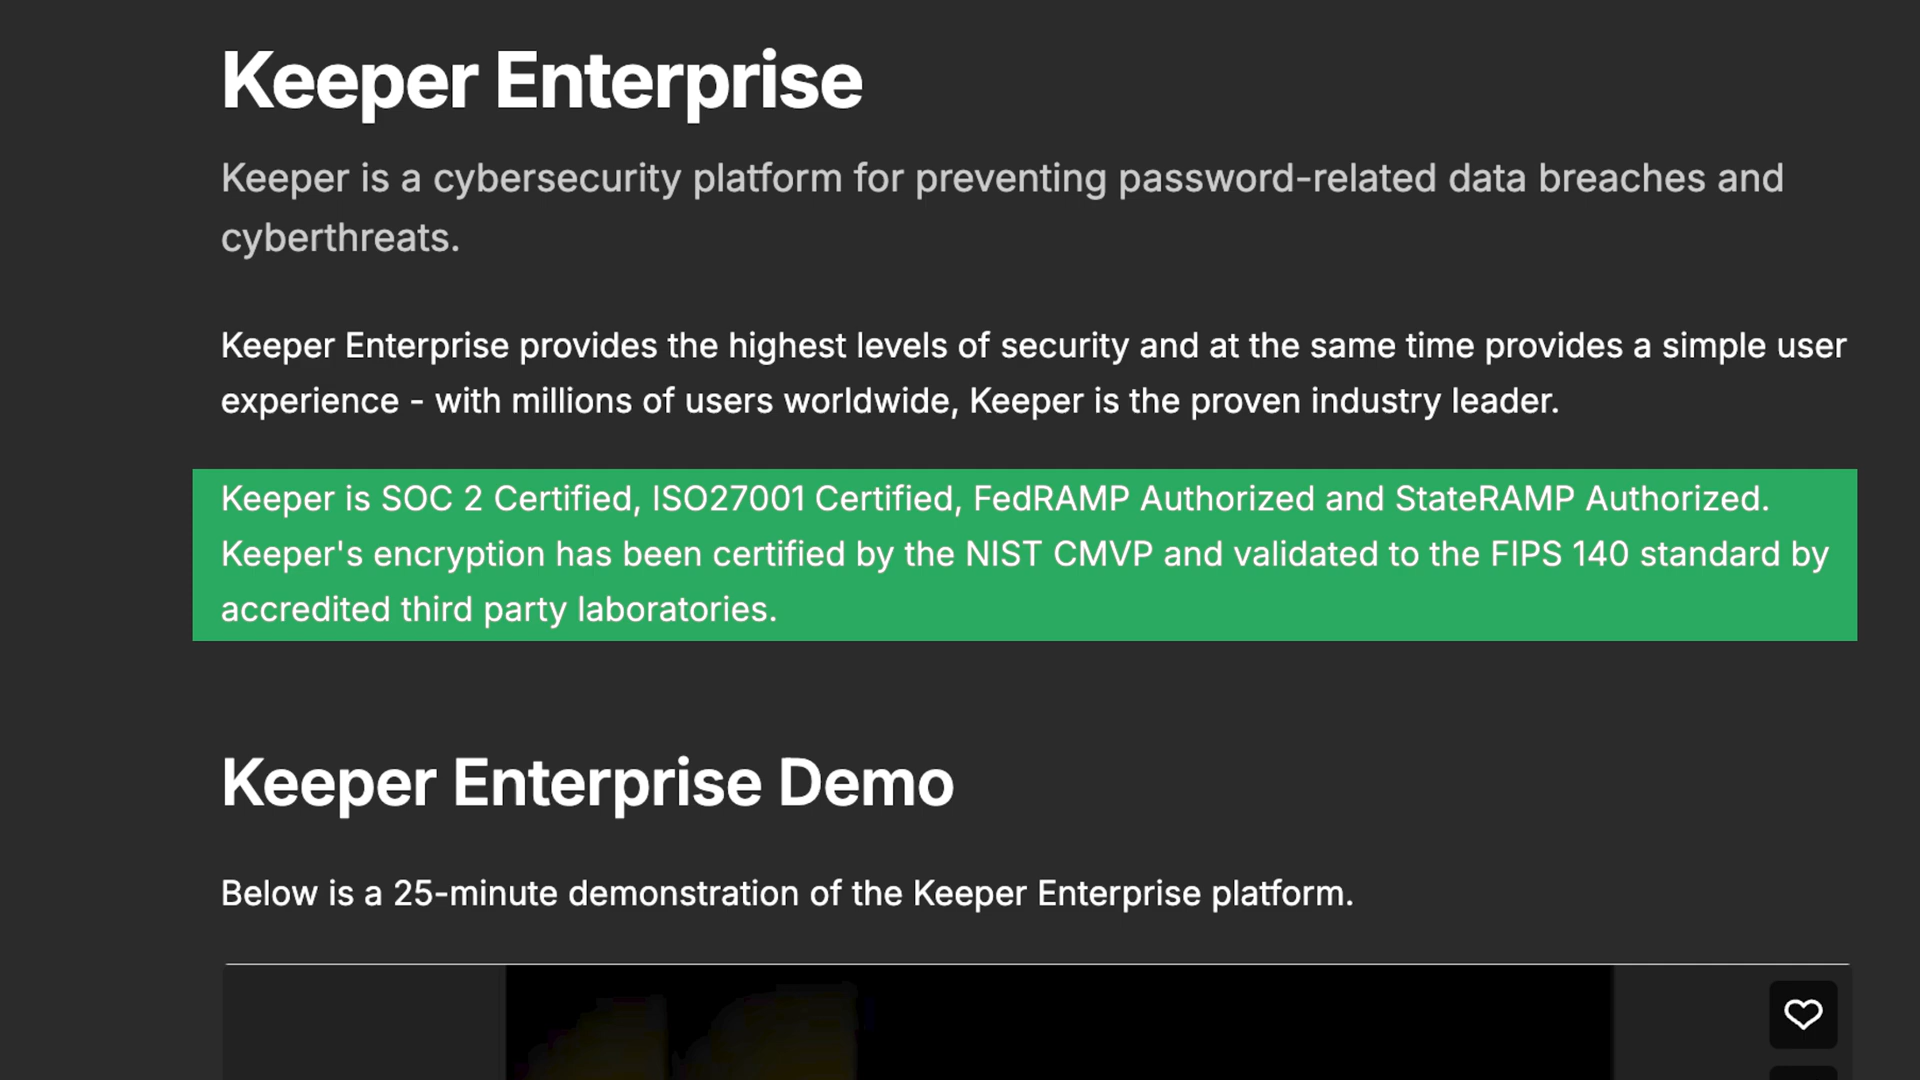 Keeper Enterprise
Keeper is a cybersecurity platform for preventing password-related data breaches and
cyberthreats.
Keeper Enterprise provides the highest levels of security and at the same time provides a simple user
experience - with millions of users worldwide, Keeper is the proven industry leader.
Keeper is SOC 2 Certified, ISO27001 Certified, FedRAMP Authorized and StateRAMP Authorized.
Keeper's encryption has been certified by the NIST CMVP and validated to the FIPS 140 standard by
accredited third party laboratories.
Keeper Enterprise Demo
Below is a 25-minute demonstration of the Keeper Enterprise platform.